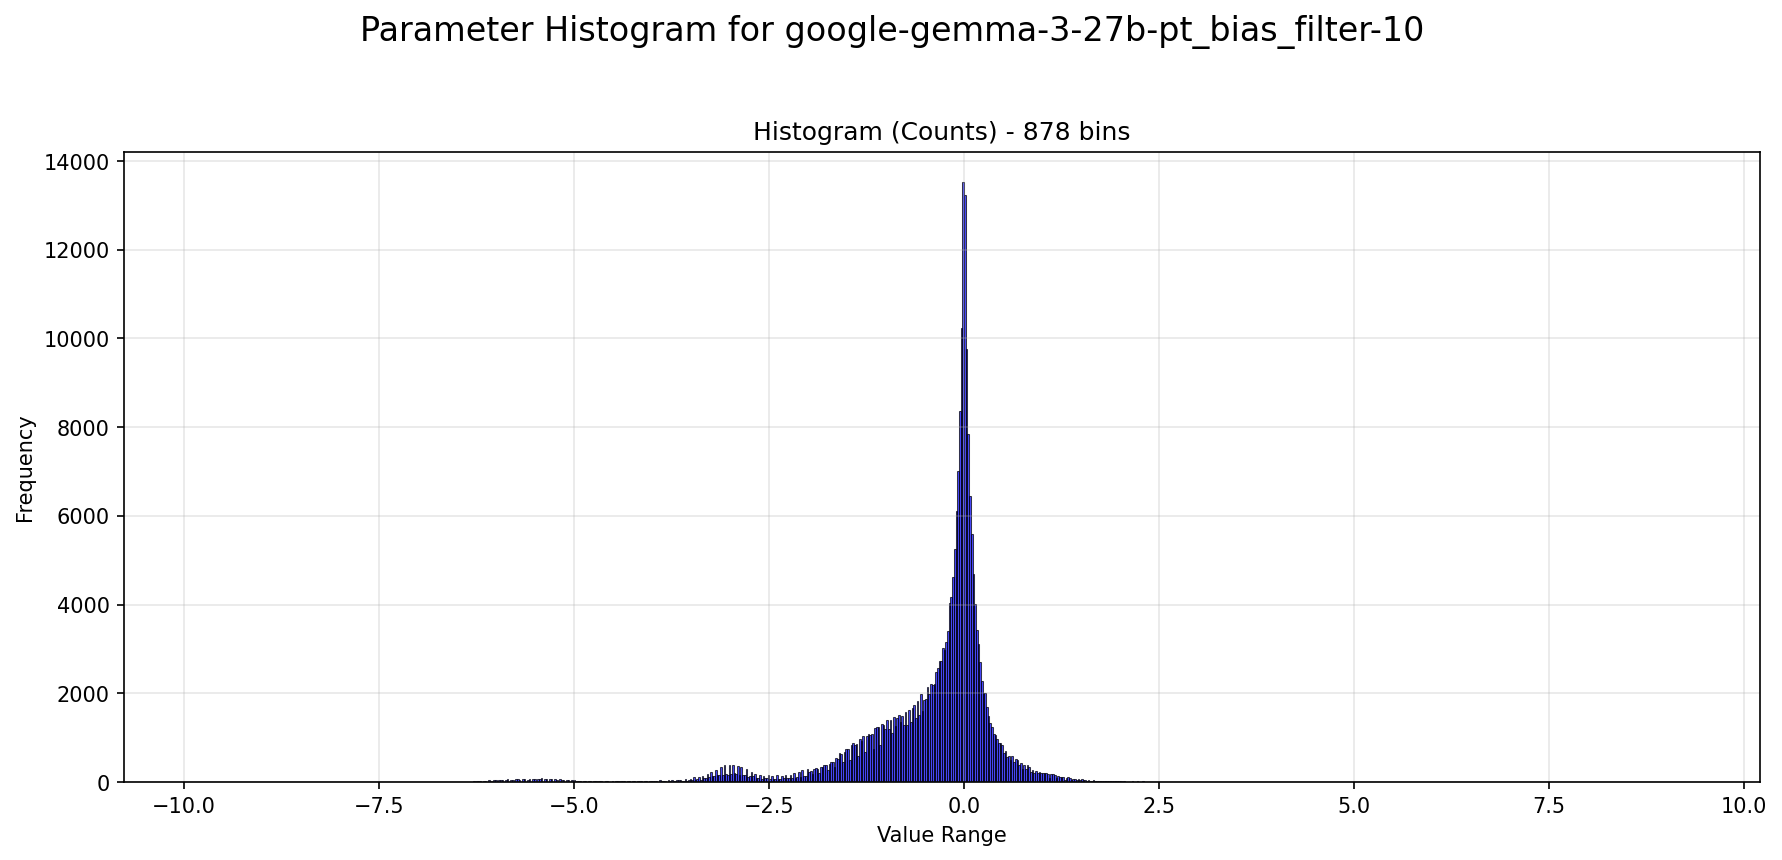 Parameter Histogram for google-gemma-3-27b-pt_bias_filter-10
Histogram (Counts) - 878 bins
14000
12000
10000
8000
6000
4000
2000
0
Frequency
−10.0 −7.5 −5.0 −2.5 0.0 2.5 5.0 7.5 10.0
Value Range